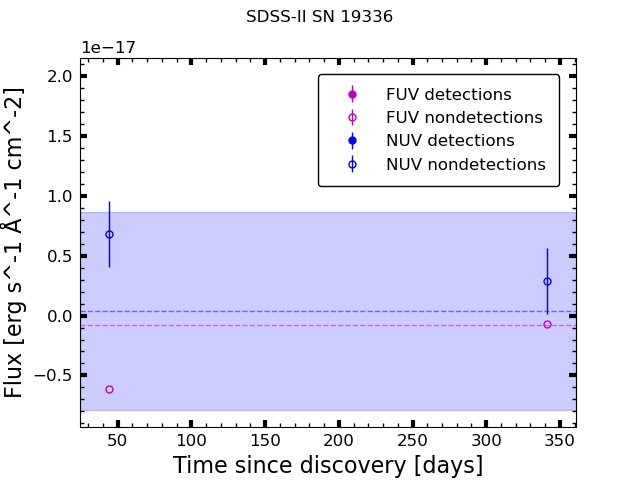 SDSS-II SN 19336
1e−17
2.0
1.5
1.0
0.5
0.0
−0.5
Flux [erg s^-1 Å^-1 cm^-2]
FUV detections
FUV nondetections
NUV detections
NUV nondetections
50 100 150 200 250 300 350
Time since discovery [days]